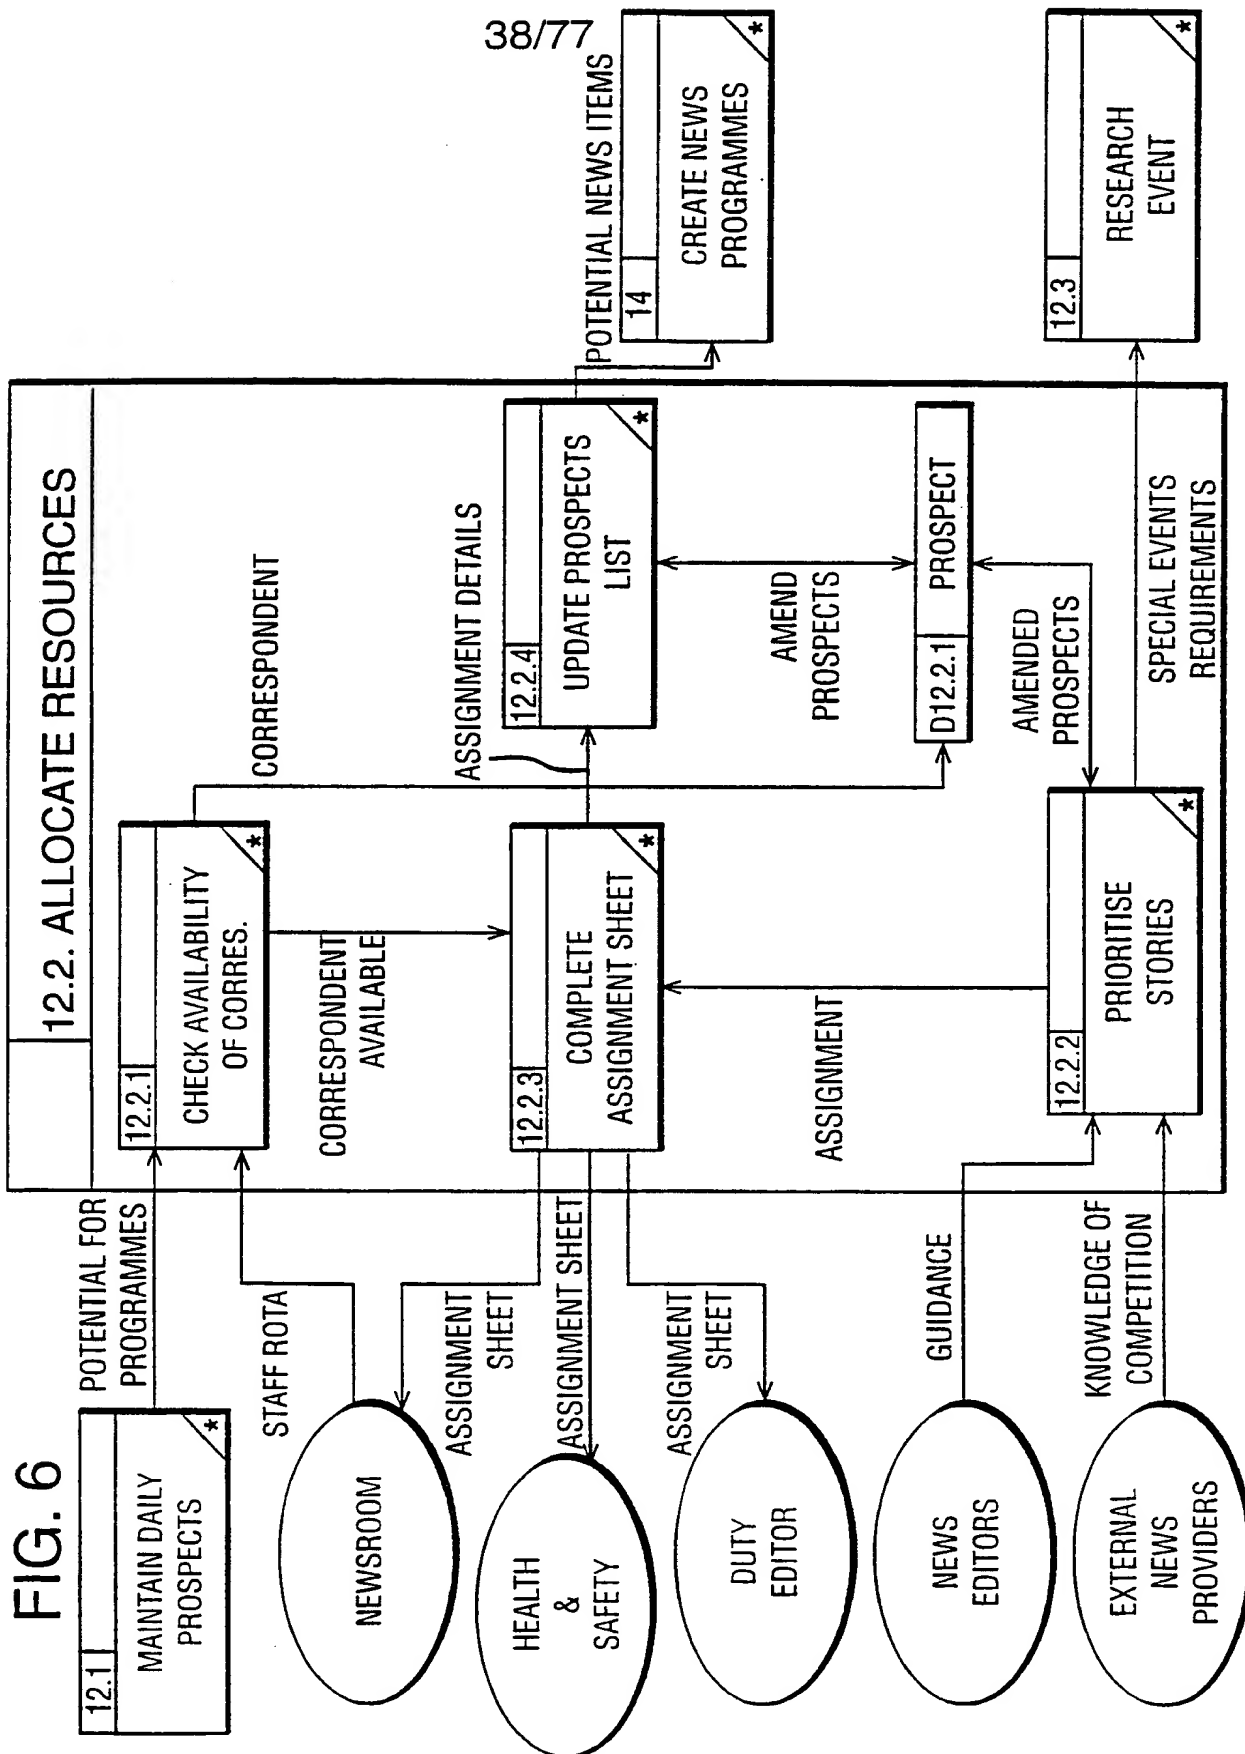 38/77
FIG. 6
12.2. ALLOCATE RESOURCES
12.1
MAINTAIN DAILY
PROSPECTS
POTENTIAL FOR
PROGRAMMES
12.2.1
CHECK AVAILABILITY
OF CORRES.
CORRESPONDENT
STAFF ROTA
NEWSROOM
CORRESPONDENT
AVAILABLE
ASSIGNMENT
SHEET
ASSIGNMENT DETAILS
HEALTH
&
SAFETY
ASSIGNMENT SHEET
12.2.3
COMPLETE
ASSIGNMENT SHEET
12.2.4
UPDATE PROSPECTS
LIST
POTENTIAL NEWS ITEMS
14
CREATE NEWS
PROGRAMMES
DUTY
EDITOR
ASSIGNMENT
SHEET
ASSIGNMENT
AMEND
PROSPECTS
D12.2.1
PROSPECT
NEWS
EDITORS
GUIDANCE
AMENDED
PROSPECTS
EXTERNAL
NEWS
PROVIDERS
KNOWLEDGE OF
COMPETITION
12.2.2
PRIORITISE
STORIES
SPECIAL EVENTS
REQUIREMENTS
12.3
RESEARCH
EVENT
*
*
*
*
*
*
*